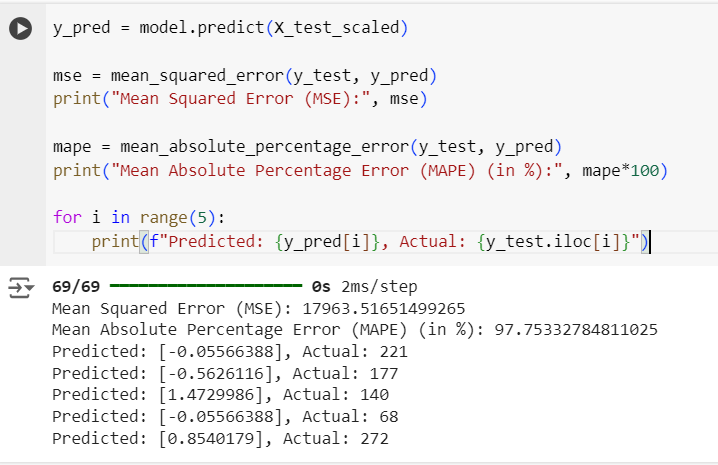 y_pred = model.predict(X_test_scaled)
mse = mean_squared_error(y_test, y_pred)
print("Mean Squared Error (MSE):", mse)
mape = mean_absolute_percentage_error(y_test, y_pred)
print("Mean Absolute Percentage Error (MAPE) (in %):", mape*100)
for i in range(5):
    print(f"Predicted: {y_pred[i]}, Actual: {y_test.iloc[i]}")
69/69 ━━━━━━━━━━━━━━━━━━━━ 0s 2ms/step
Mean Squared Error (MSE): 17963.51651499265
Mean Absolute Percentage Error (MAPE) (in %): 97.75332784811025
Predicted: [-0.05566388], Actual: 221
Predicted: [-0.5626116], Actual: 177
Predicted: [1.4729986], Actual: 140
Predicted: [-0.05566388], Actual: 68
Predicted: [0.8540179], Actual: 272